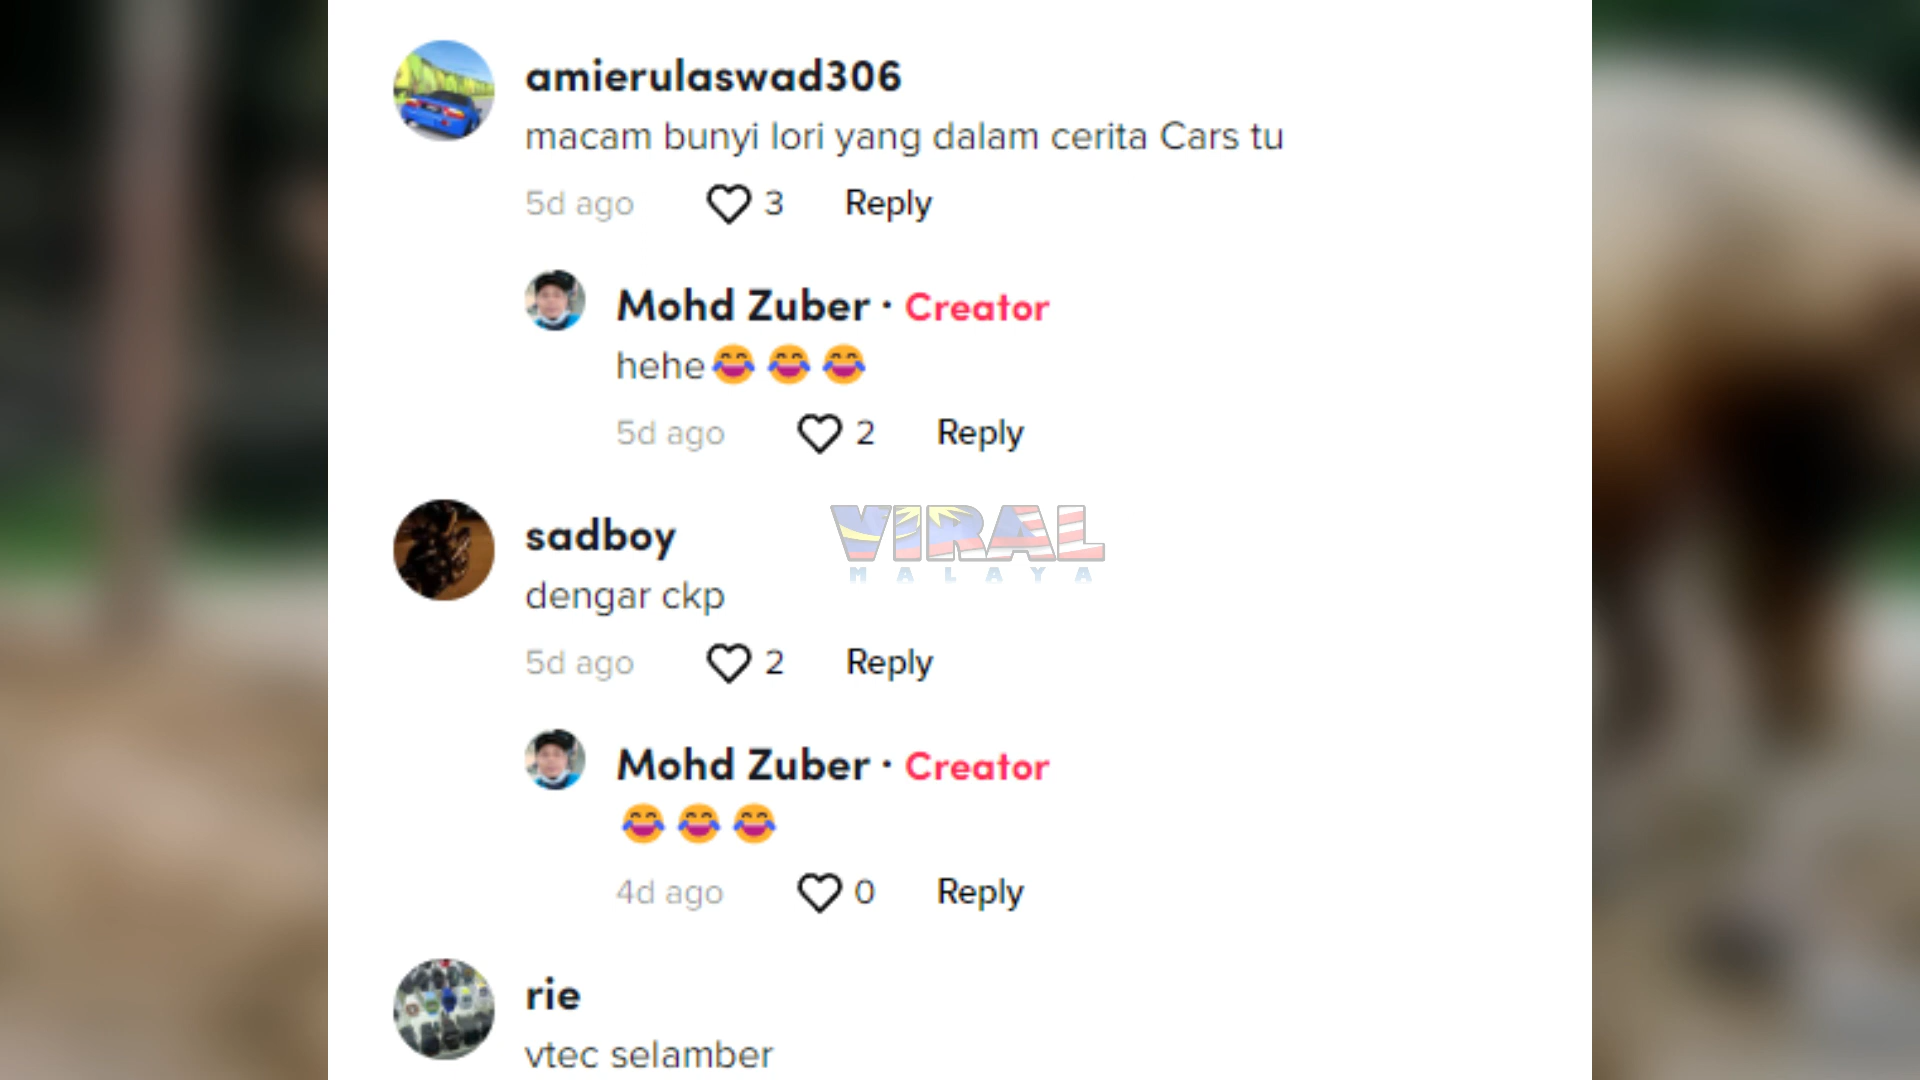 amierulaswad306
macam bunyi lori yang dalam cerita Cars tu
5d ago 3 Reply
Mohd Zuber · Creator
hehe😂😂😂
5d ago 2 Reply
VIRAL
MALAYA
sadboy
dengar ckp
5d ago 2 Reply
Mohd Zuber · Creator
😂😂😂
4d ago 0 Reply
rie
vtec selamber